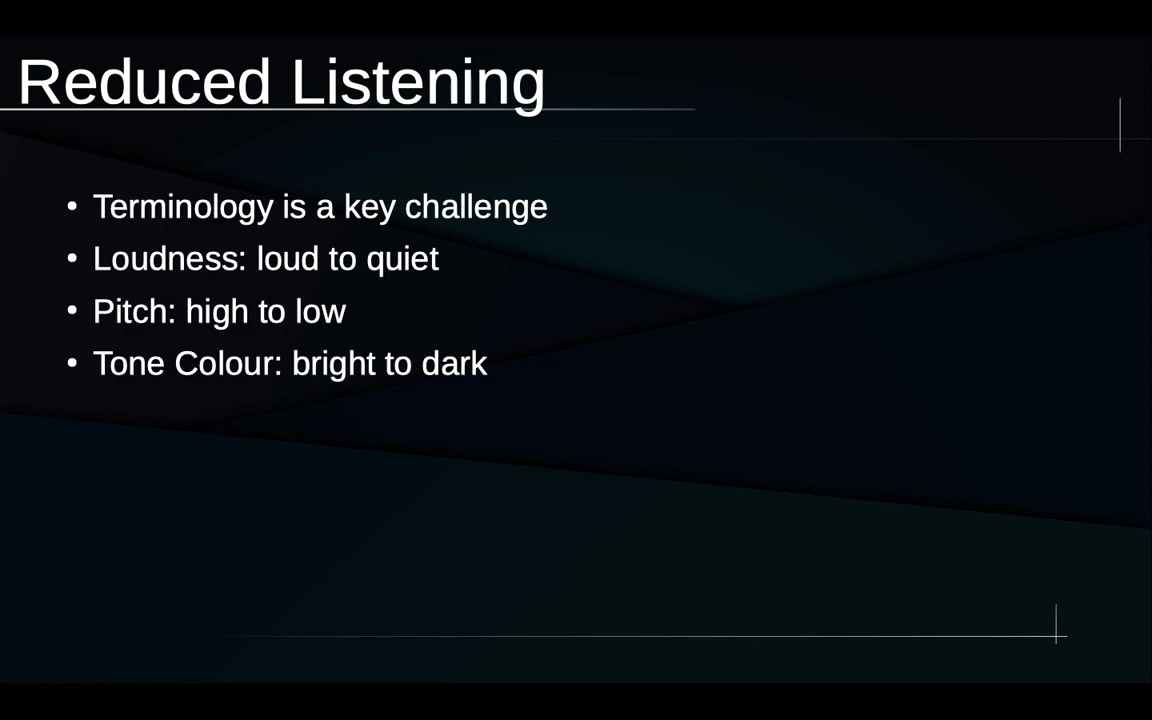 Reduced Listening
• Terminology is a key challenge
• Loudness: loud to quiet
• Pitch: high to low
• Tone Colour: bright to dark